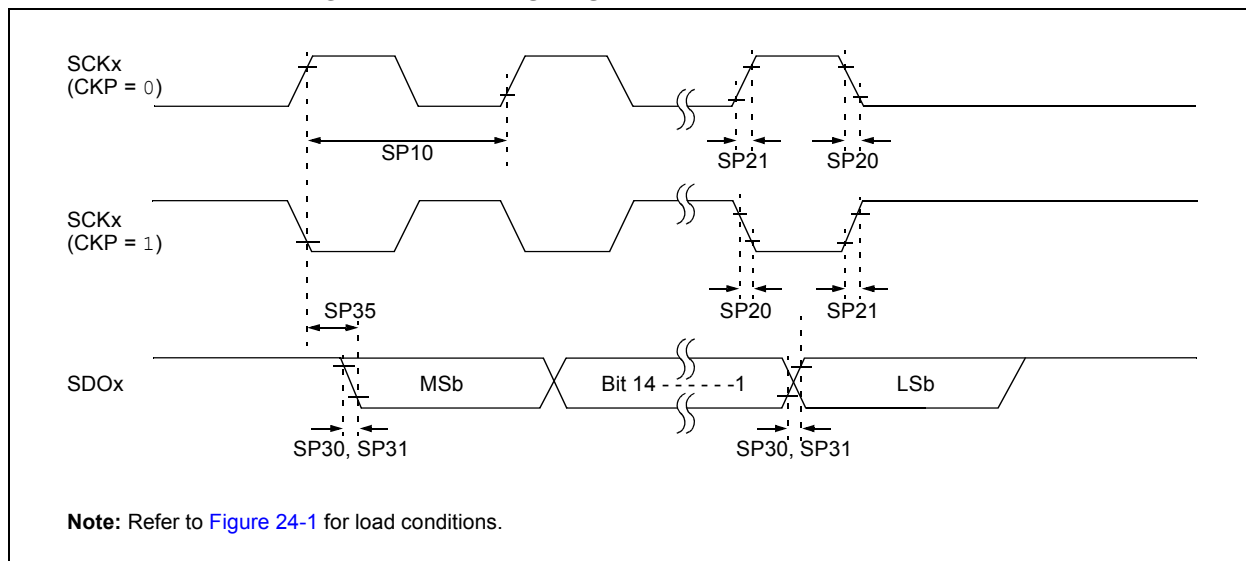 SCKx
(CKP = 0)
SP10
SP21
SP20
SCKx
(CKP = 1)
SP35
SP20
SP21
SDOx
MSb
Bit 14 - - - - - -1
LSb
SP30, SP31
SP30, SP31
Note: Refer to Figure 24-1 for load conditions.